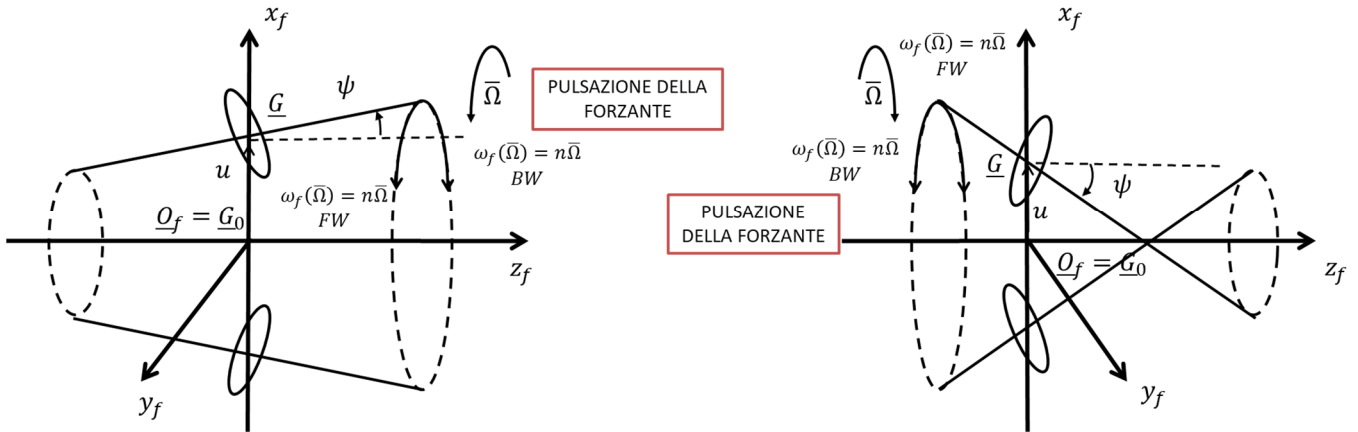 x_f
ψ
G
Ω̅
PULSAZIONE DELLA
FORZANTE
u
ω_f(Ω̅) = nΩ̅
BW
ω_f(Ω̅) = nΩ̅
FW
O_f = G_0
z_f
y_f
x_f
ω_f(Ω̅) = nΩ̅
FW
Ω̅
ω_f(Ω̅) = nΩ̅
BW
G
ψ
u
PULSAZIONE
DELLA FORZANTE
O_f = G_0
z_f
y_f